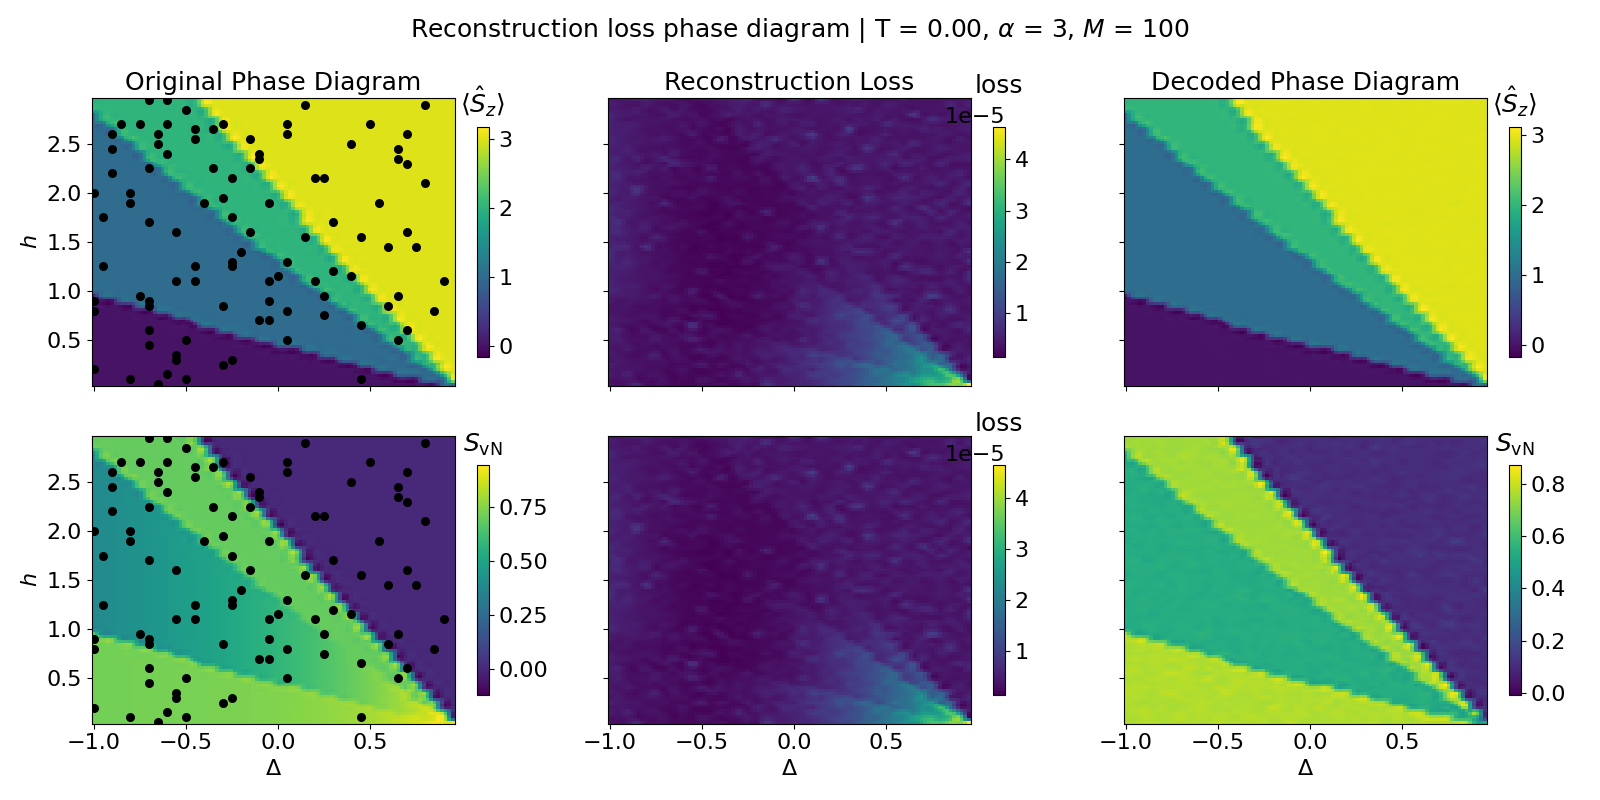 Reconstruction loss phase diagram | T = 0.00, α = 3, M = 100
Original Phase Diagram
⟨Ŝz⟩
Reconstruction Loss
loss
1e−5
Decoded Phase Diagram
⟨Ŝz⟩
h
2.5
2.0
1.5
1.0
0.5
3
2
1
0
4
3
2
1
3
2
1
0
SvN
loss
1e−5
SvN
h
2.5
2.0
1.5
1.0
0.5
0.75
0.50
0.25
0.00
4
3
2
1
0.8
0.6
0.4
0.2
0.0
−1.0 −0.5 0.0 0.5
Δ
−1.0 −0.5 0.0 0.5
Δ
−1.0 −0.5 0.0 0.5
Δ